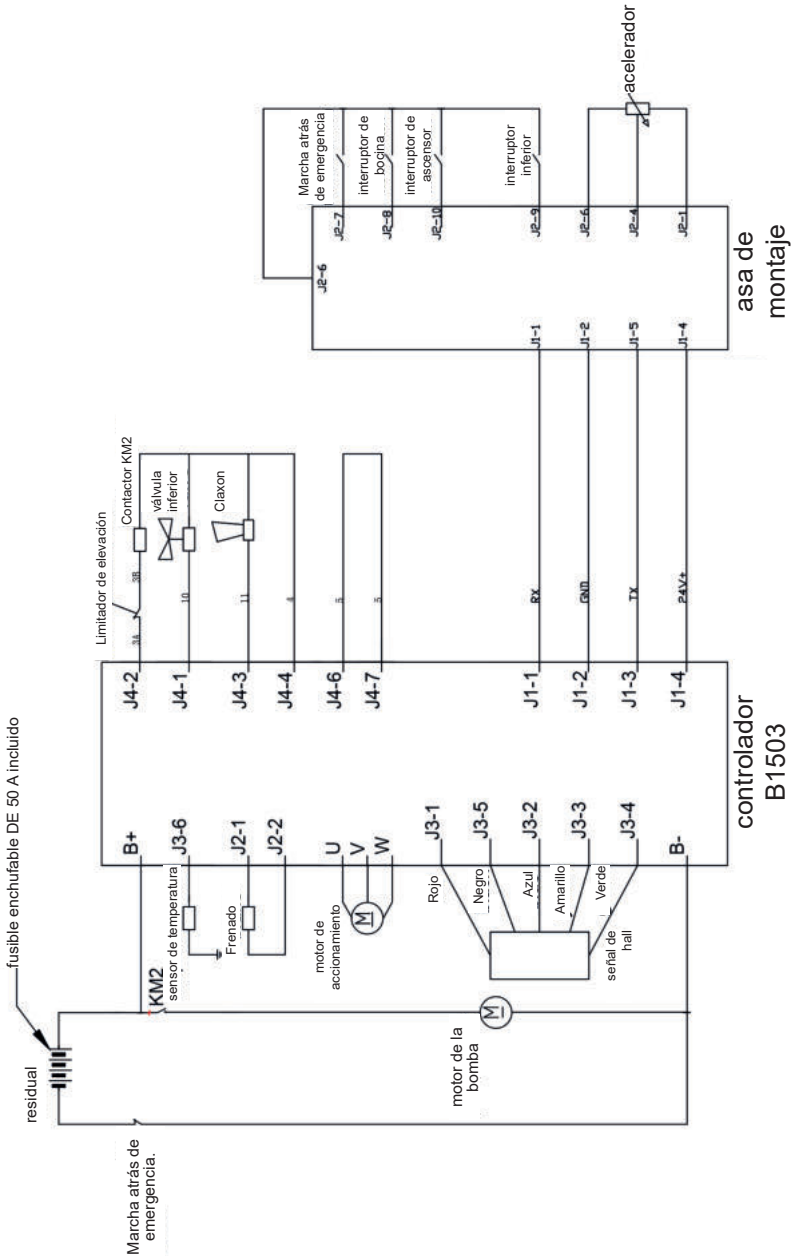 fusible enchufable DE 50 A incluido
residual
Marcha atrás de
emergencia.
KM2
sensor de temperatura
Frenado
motor de
accionamiento
motor de la
bomba
Rojo
Negro
Azul
Amarillo
Verde
señal de
hall
B+
J3-6
J2-1
J2-2
U
V
W
M
M
J3-1
J3-5
J3-2
J3-3
J3-4
B-
controlador
B1503
J4-2
J4-1
J4-3
J4-4
J4-6
J4-7
J1-1
J1-2
J1-3
J1-4
Limitador de elevación
3A
3B
10
11
4
5
5
Contactor KM2
válvula
inferior
Claxon
RX
GND
TX
24V+
J1-1
J1-2
J1-5
J1-4
asa de
montaje
J2-6
J2-7
J2-8
J2-10
J2-9
J2-6
J2-4
J2-1
Marcha atrás
de emergencia
interruptor de
bocina
interruptor de
ascensor
interruptor
inferior
acelerador